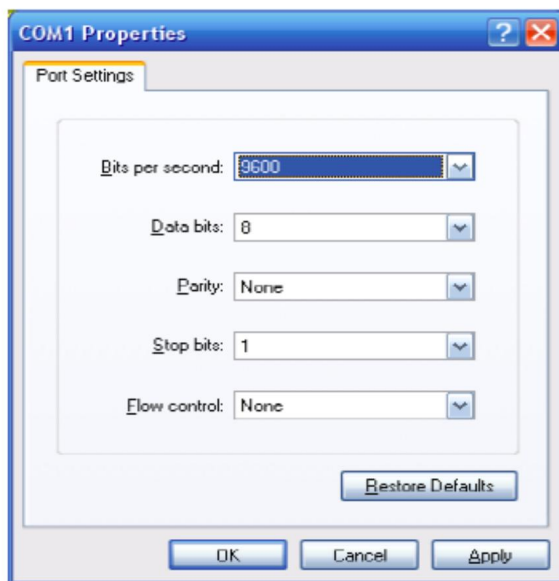 COM1 Properties
Port Settings
Bits per second: 9600
Data bits: 8
Parity: None
Stop bits: 1
Flow control: None
Restore Defaults
OK Cancel Apply